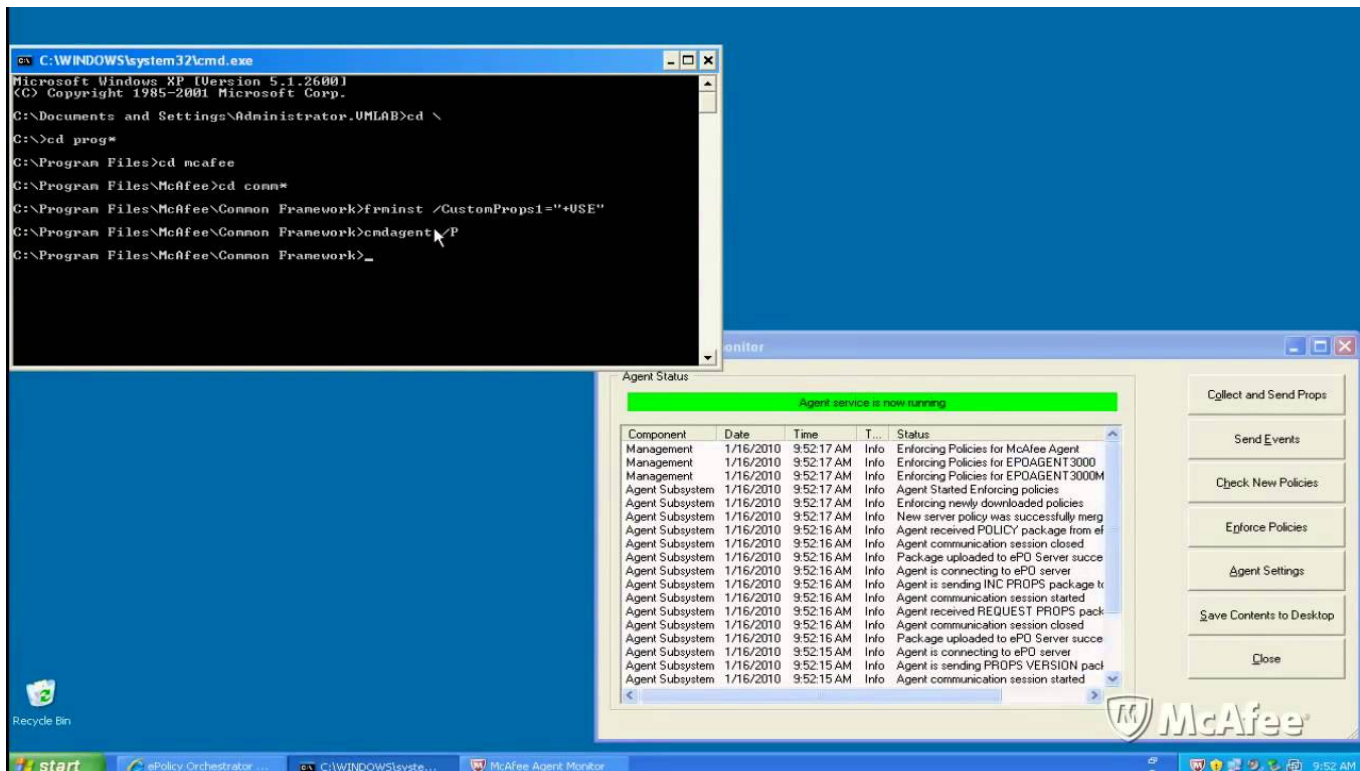 C:\WINDOWS\system32\cmd.exe
Microsoft Windows XP [Version 5.1.2600]
(C) Copyright 1985-2001 Microsoft Corp.
C:\Documents and Settings\Administrator.VMLAB>cd \
C:\>cd prog*
C:\Program Files>cd mcafee
C:\Program Files\McAfee>cd comm*
C:\Program Files\McAfee\Common Framework>frminst /CustomProps1="+USE"
C:\Program Files\McAfee\Common Framework>cmdagent /P
C:\Program Files\McAfee\Common Framework>_
onitor
Agent Status
Agent service is now running
Component Date Time T... Status
Management 1/16/2010 9:52:17 AM Info Enforcing Policies for McAfee Agent
Management 1/16/2010 9:52:17 AM Info Enforcing Policies for EPOAGENT3000
Management 1/16/2010 9:52:17 AM Info Enforcing Policies for EPOAGENT3000M
Agent Subsystem 1/16/2010 9:52:17 AM Info Agent Started Enforcing policies
Agent Subsystem 1/16/2010 9:52:17 AM Info Enforcing newly downloaded policies
Agent Subsystem 1/16/2010 9:52:17 AM Info New server policy was successfully merg
Agent Subsystem 1/16/2010 9:52:16 AM Info Agent received POLICY package from eF
Agent Subsystem 1/16/2010 9:52:16 AM Info Agent communication session closed
Agent Subsystem 1/16/2010 9:52:16 AM Info Package uploaded to ePO Server succe
Agent Subsystem 1/16/2010 9:52:16 AM Info Agent is connecting to ePO server
Agent Subsystem 1/16/2010 9:52:16 AM Info Agent is sending INC PROPS package to
Agent Subsystem 1/16/2010 9:52:16 AM Info Agent communication session started
Agent Subsystem 1/16/2010 9:52:16 AM Info Agent received REQUEST PROPS pack
Agent Subsystem 1/16/2010 9:52:16 AM Info Agent communication session closed
Agent Subsystem 1/16/2010 9:52:16 AM Info Package uploaded to ePO Server succe
Agent Subsystem 1/16/2010 9:52:15 AM Info Agent is connecting to ePO server
Agent Subsystem 1/16/2010 9:52:15 AM Info Agent is sending PROPS VERSION pack
Agent Subsystem 1/16/2010 9:52:15 AM Info Agent communication session started
Collect and Send Props
Send Events
Check New Policies
Enforce Policies
Agent Settings
Save Contents to Desktop
Close
McAfee
Recycle Bin
start
ePolicy Orchestrator ...
C:\WINDOWS\syste...
McAfee Agent Monitor
9:52 AM